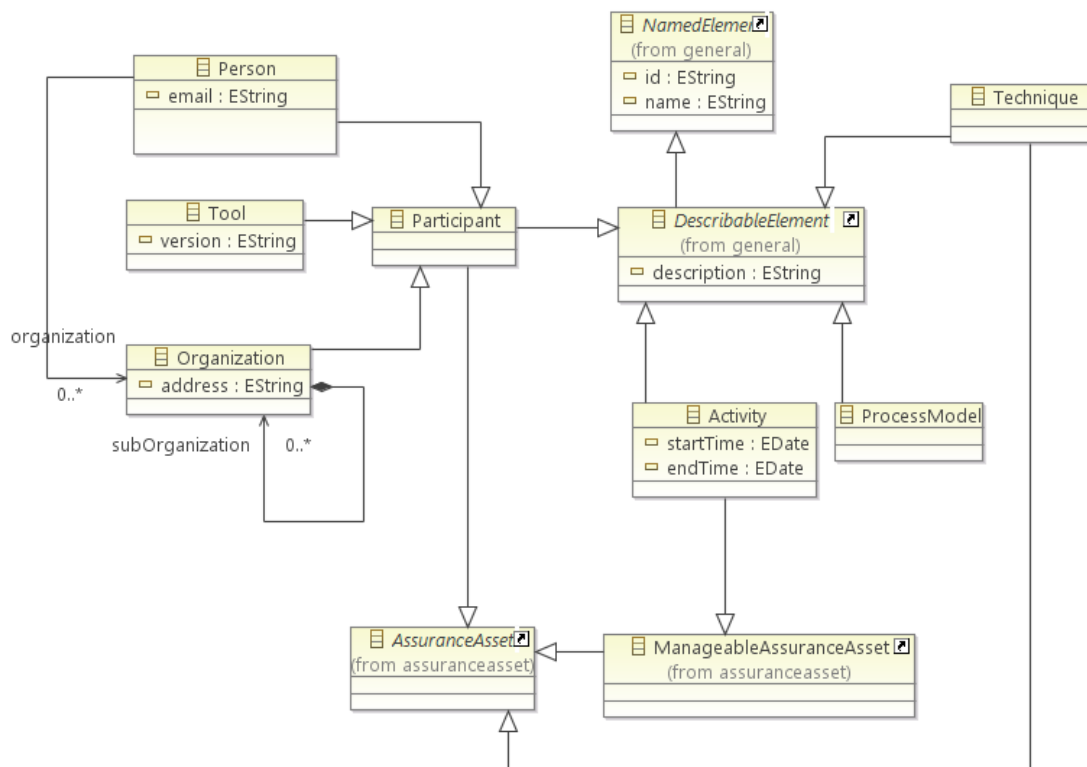 NamedElement
(from general)
id : EString
name : EString
Person
email : EString
Technique
Tool
version : EString
Participant
DescribableElement
(from general)
description : EString
organization
0..*
Organization
address : EString
subOrganization
0..*
Activity
startTime : EDate
endTime : EDate
ProcessModel
AssuranceAsset
(from assuranceasset)
ManageableAssuranceAsset
(from assuranceasset)